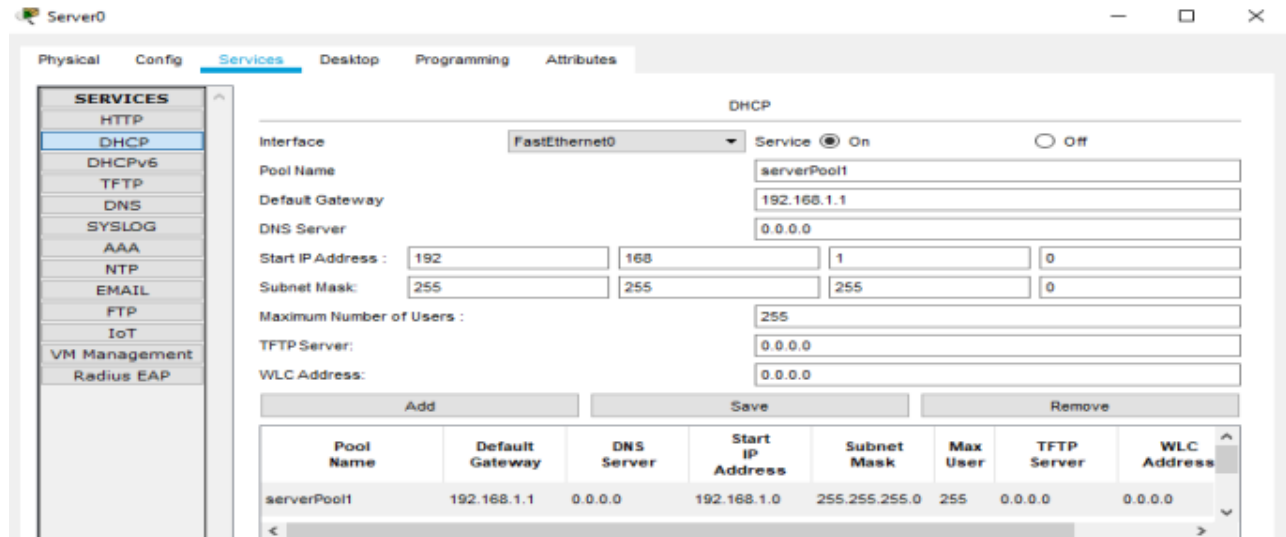 Server0
Physical Config Services Desktop Programming Attributes
SERVICES
HTTP
DHCP
DHCPv6
TFTP
DNS
SYSLOG
AAA
NTP
EMAIL
FTP
IoT
VM Management
Radius EAP
DHCP
Interface FastEthernet0 Service On Off
Pool Name serverPool1
Default Gateway 192.168.1.1
DNS Server 0.0.0.0
Start IP Address : 192 168 1 0
Subnet Mask: 255 255 255 0
Maximum Number of Users : 255
TFTP Server: 0.0.0.0
WLC Address: 0.0.0.0
Add Save Remove
Pool Name Default Gateway DNS Server Start IP Address Subnet Mask Max User TFTP Server WLC Address
serverPool1 192.168.1.1 0.0.0.0 192.168.1.0 255.255.255.0 255 0.0.0.0 0.0.0.0